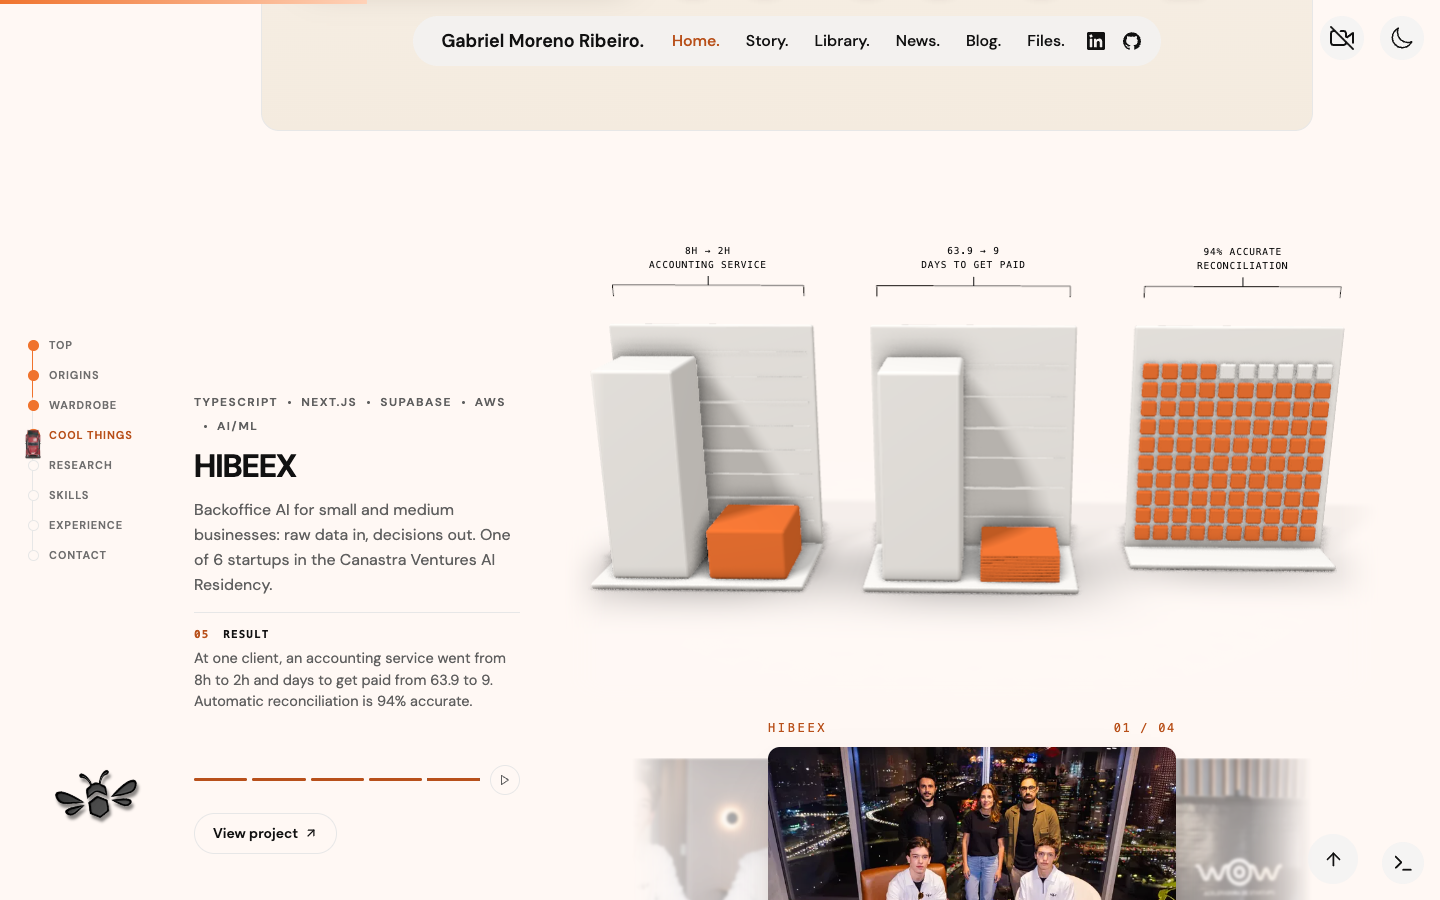 Gabriel Moreno Ribeiro.
Home.
Story.
Library.
News.
Blog.
Files.
8H → 2H
ACCOUNTING SERVICE
63.9 → 9
DAYS TO GET PAID
94% ACCURATE
RECONCILIATION
TOP
ORIGINS
WARDROBE
COOL THINGS
RESEARCH
SKILLS
EXPERIENCE
CONTACT
TYPESCRIPT • NEXT.JS • SUPABASE • AWS
• AI/ML
HIBEEX
Backoffice AI for small and medium
businesses: raw data in, decisions out. One
of 6 startups in the Canastra Ventures AI
Residency.
05 RESULT
At one client, an accounting service went from
8h to 2h and days to get paid from 63.9 to 9.
Automatic reconciliation is 94% accurate.
View project
HIBEEX
01 / 04
WOW